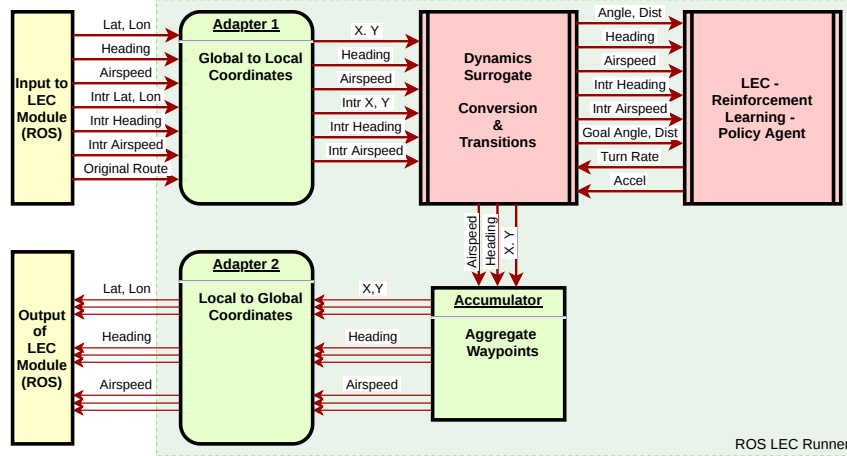 Input to
LEC
Module
(ROS)
Lat, Lon
Heading
Airspeed
Intr Lat, Lon
Intr Heading
Intr Airspeed
Original Route
Adapter 1
Global to Local
Coordinates
X. Y
Heading
Airspeed
Intr X, Y
Intr Heading
Intr Airspeed
Dynamics
Surrogate
Conversion
&
Transitions
Angle, Dist
Heading
Airspeed
Intr Heading
Intr Airspeed
Goal Angle, Dist
Turn Rate
Accel
LEC -
Reinforcement
Learning -
Policy Agent
Airspeed
Heading
X. Y
Output
of
LEC
Module
(ROS)
Lat, Lon
Heading
Airspeed
Adapter 2
Local to Global
Coordinates
X,Y
Heading
Airspeed
Accumulator
Aggregate
Waypoints
ROS LEC Runner